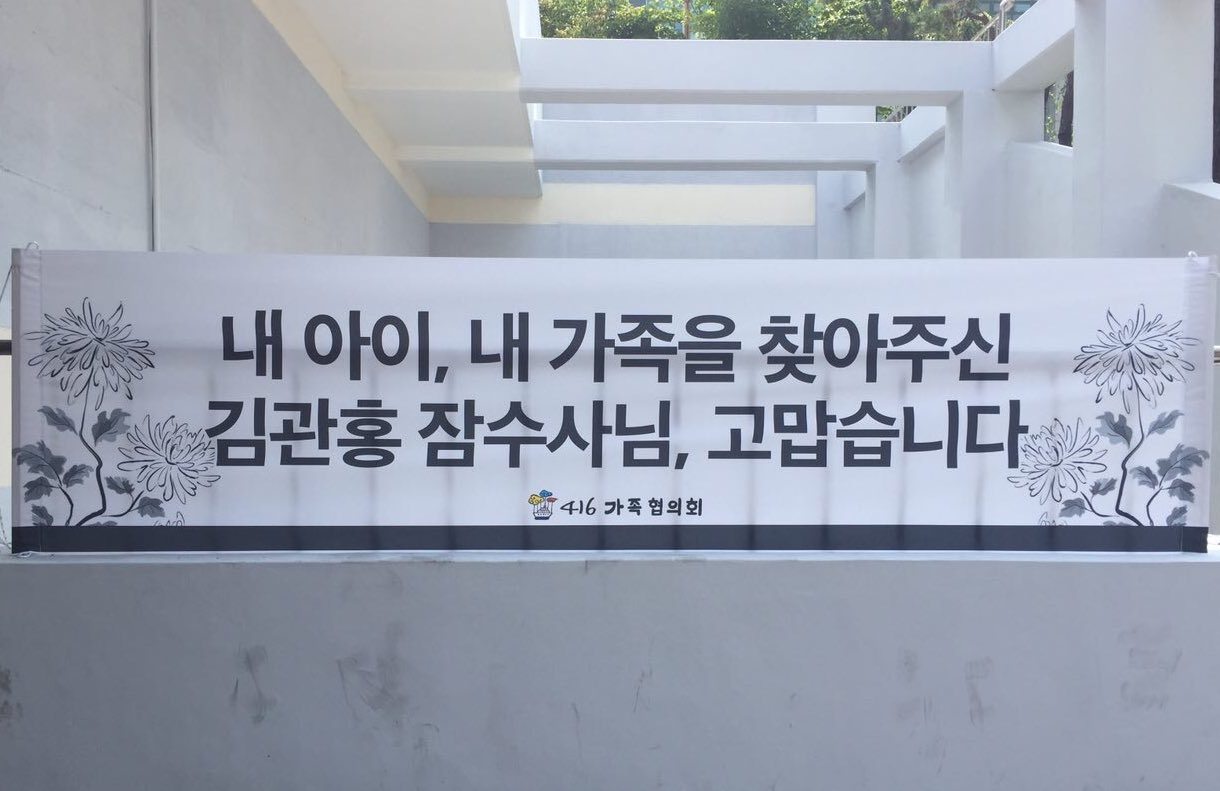 내 아이, 내 가족을 찾아주신
김관홍 잠수사님, 고맙습니다
416 가족협의회